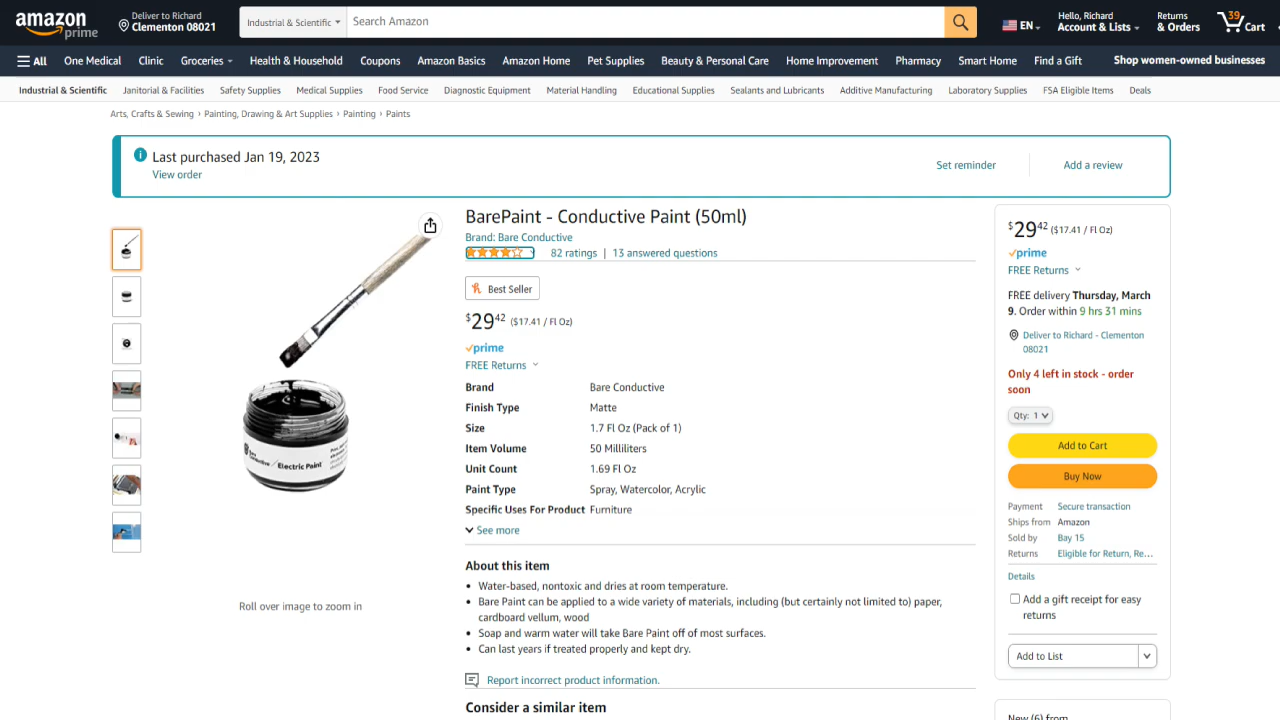 amazon prime
Deliver to Richard
Clementon 08021
Industrial & Scientific
Search Amazon
EN
Hello, Richard
Account & Lists
Returns
& Orders
39
Cart
All
One Medical
Clinic
Groceries
Health & Household
Coupons
Amazon Basics
Amazon Home
Pet Supplies
Beauty & Personal Care
Home Improvement
Pharmacy
Smart Home
Find a Gift
Shop women-owned businesses
Industrial & Scientific
Janitorial & Facilities
Safety Supplies
Medical Supplies
Food Service
Diagnostic Equipment
Material Handling
Educational Supplies
Sealants and Lubricants
Additive Manufacturing
Laboratory Supplies
FSA Eligible Items
Deals
Arts, Crafts & Sewing › Painting, Drawing & Art Supplies › Painting › Paints
Last purchased Jan 19, 2023
View order
Set reminder
Add a review
Electric Paint
Roll over image to zoom in
BarePaint - Conductive Paint (50ml)
Brand: Bare Conductive
82 ratings | 13 answered questions
Best Seller
$29 42 ($17.41 / Fl Oz)
prime
FREE Returns
Brand Bare Conductive
Finish Type Matte
Size 1.7 Fl Oz (Pack of 1)
Item Volume 50 Milliliters
Unit Count 1.69 Fl Oz
Paint Type Spray, Watercolor, Acrylic
Specific Uses For Product Furniture
See more
About this item
• Water-based, nontoxic and dries at room temperature.
• Bare Paint can be applied to a wide variety of materials, including (but certainly not limited to) paper,
cardboard vellum, wood
• Soap and warm water will take Bare Paint off of most surfaces.
• Can last years if treated properly and kept dry.
Report incorrect product information.
Consider a similar item
$29 42 ($17.41 / Fl Oz)
prime
FREE Returns
FREE delivery Thursday, March
9. Order within 9 hrs 31 mins
Deliver to Richard - Clementon
08021
Only 4 left in stock - order
soon
Qty: 1
Add to Cart
Buy Now
Payment Secure transaction
Ships from Amazon
Sold by Bay 15
Returns Eligible for Return, Re...
Details
Add a gift receipt for easy
returns
Add to List
New (6) from